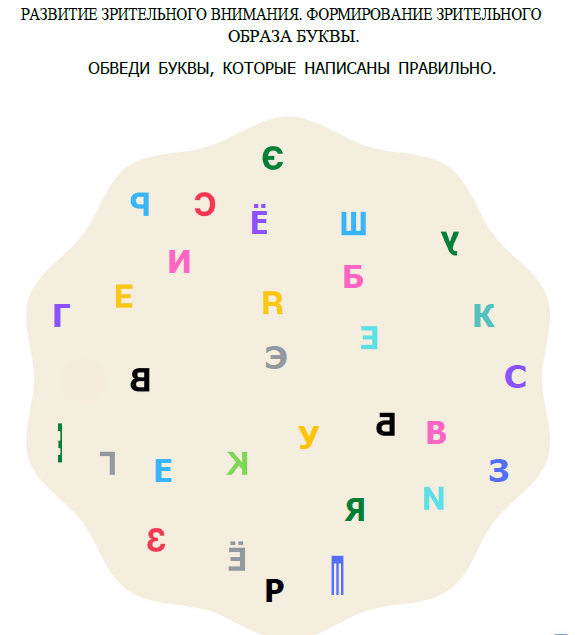 РАЗВИТИЕ ЗРИТЕЛЬНОГО ВНИМАНИЯ. ФОРМИРОВАНИЕ ЗРИТЕЛЬНОГО
ОБРАЗА БУКВЫ.
ОБВЕДИ БУКВЫ, КОТОРЫЕ НАПИСАНЫ ПРАВИЛЬНО.
Э
Р С
Ё Ш
У
И Б
Е Я
Г К
Е
Э
В С
Б В
У
Г Е К З
И
Я
З
Ё
Р